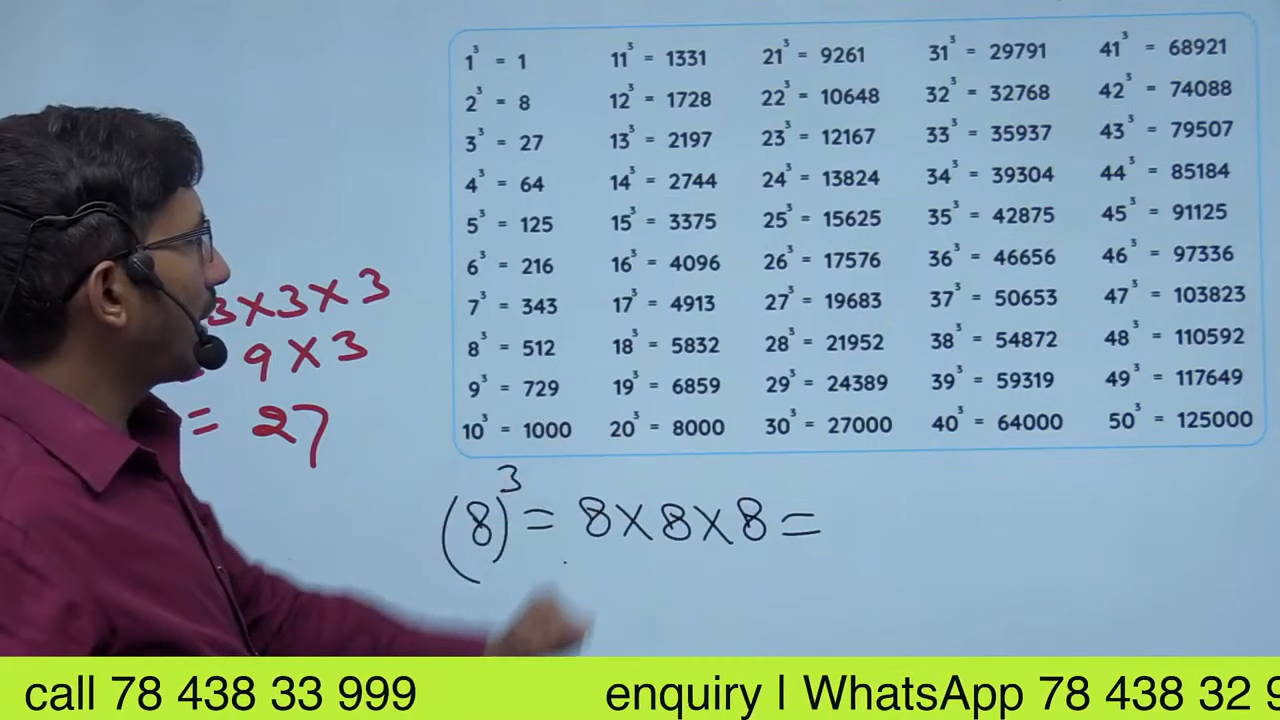 1³ = 1 11³ = 1331 21³ = 9261 31³ = 29791 41³ = 68921
2³ = 8 12³ = 1728 22³ = 10648 32³ = 32768 42³ = 74088
3³ = 27 13³ = 2197 23³ = 12167 33³ = 35937 43³ = 79507
4³ = 64 14³ = 2744 24³ = 13824 34³ = 39304 44³ = 85184
5³ = 125 15³ = 3375 25³ = 15625 35³ = 42875 45³ = 91125
6³ = 216 16³ = 4096 26³ = 17576 36³ = 46656 46³ = 97336
7³ = 343 17³ = 4913 27³ = 19683 37³ = 50653 47³ = 103823
8³ = 512 18³ = 5832 28³ = 21952 38³ = 54872 48³ = 110592
9³ = 729 19³ = 6859 29³ = 24389 39³ = 59319 49³ = 117649
10³ = 1000 20³ = 8000 30³ = 27000 40³ = 64000 50³ = 125000
3×3×3
9×3
= 27
(8)³ = 8×8×8 =
call 78 438 33 999 enquiry | WhatsApp 78 438 32 9